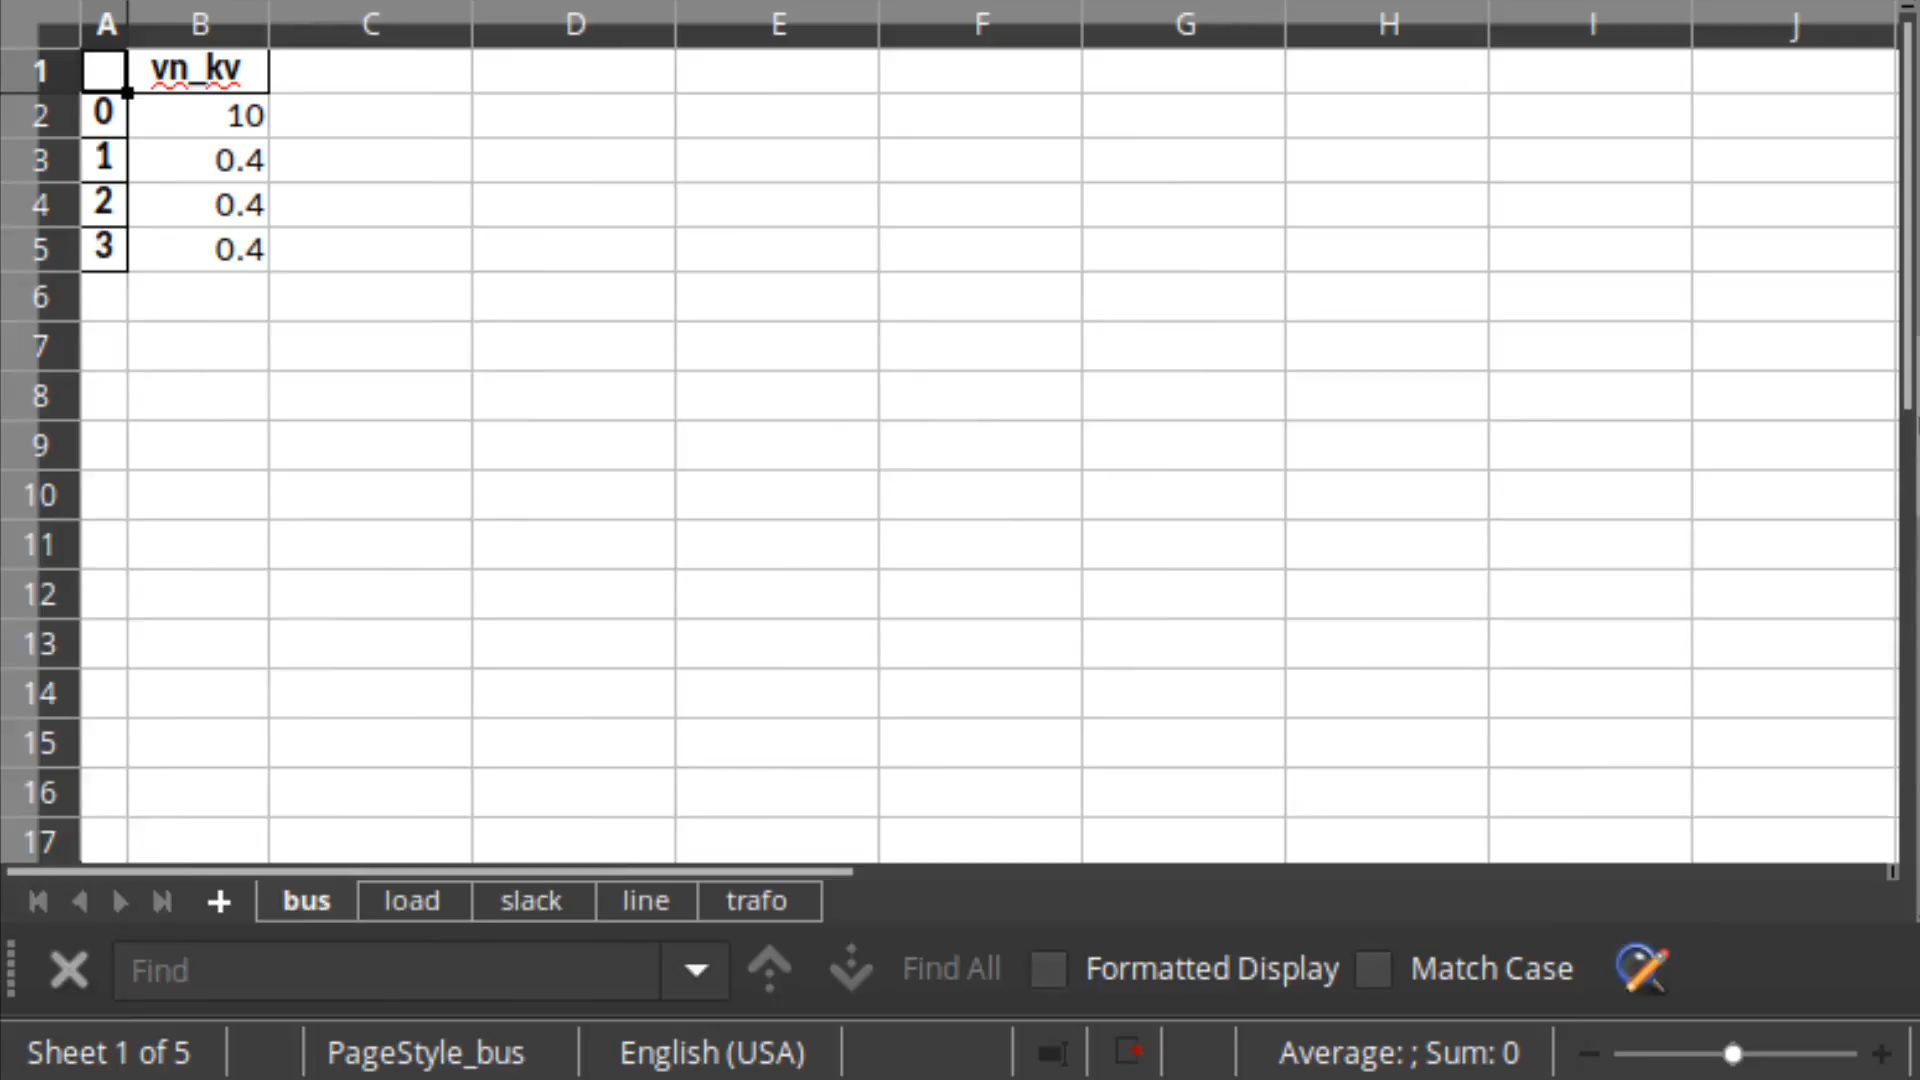 A B C D E F G H I J
1 vn_kv
2 0 10
3 1 0.4
4 2 0.4
5 3 0.4
6
7
8
9
10
11
12
13
14
15
16
17
+ bus load slack line trafo
Find Find All Formatted Display Match Case
Sheet 1 of 5 PageStyle_bus English (USA) Average: ; Sum: 0